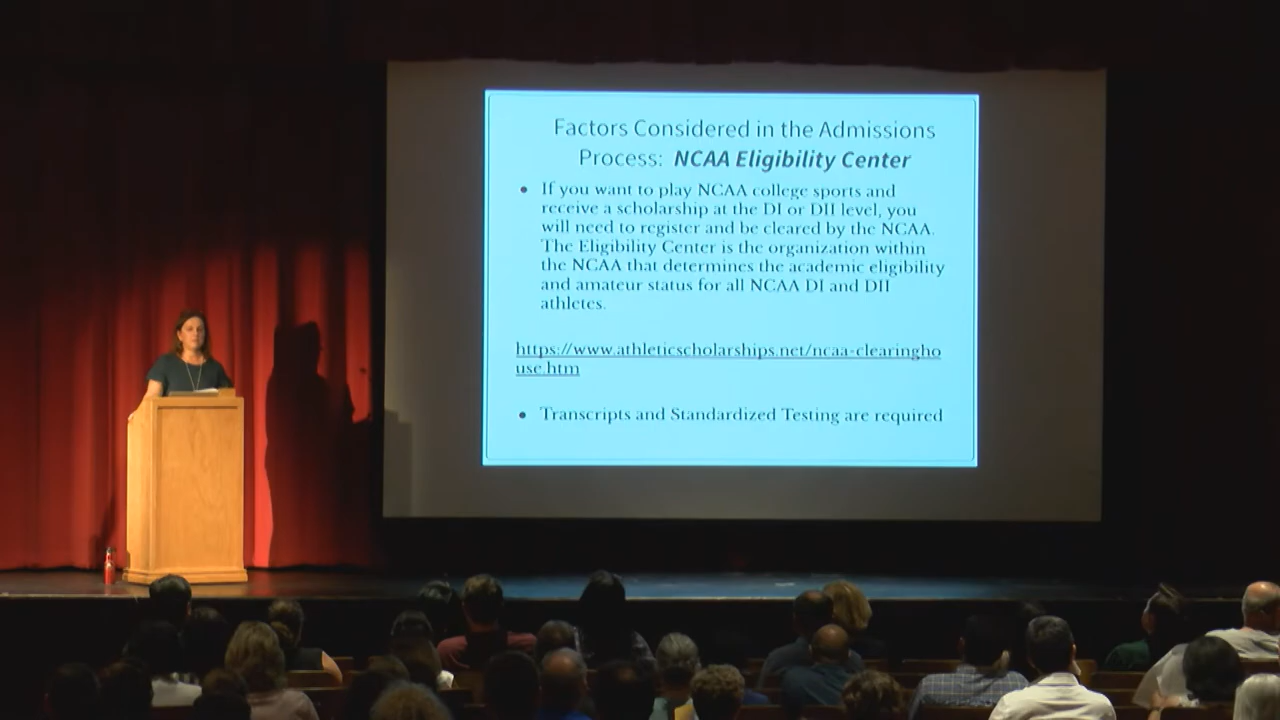 Factors Considered in the Admissions
Process: NCAA Eligibility Center
• If you want to play NCAA college sports and
receive a scholarship at the DI or DII level, you
will need to register and be cleared by the NCAA.
The Eligibility Center is the organization within
the NCAA that determines the academic eligibility
and amateur status for all NCAA DI and DII
athletes.
https://www.athleticscholarships.net/ncaa-clearingho
use.htm
• Transcripts and Standardized Testing are required